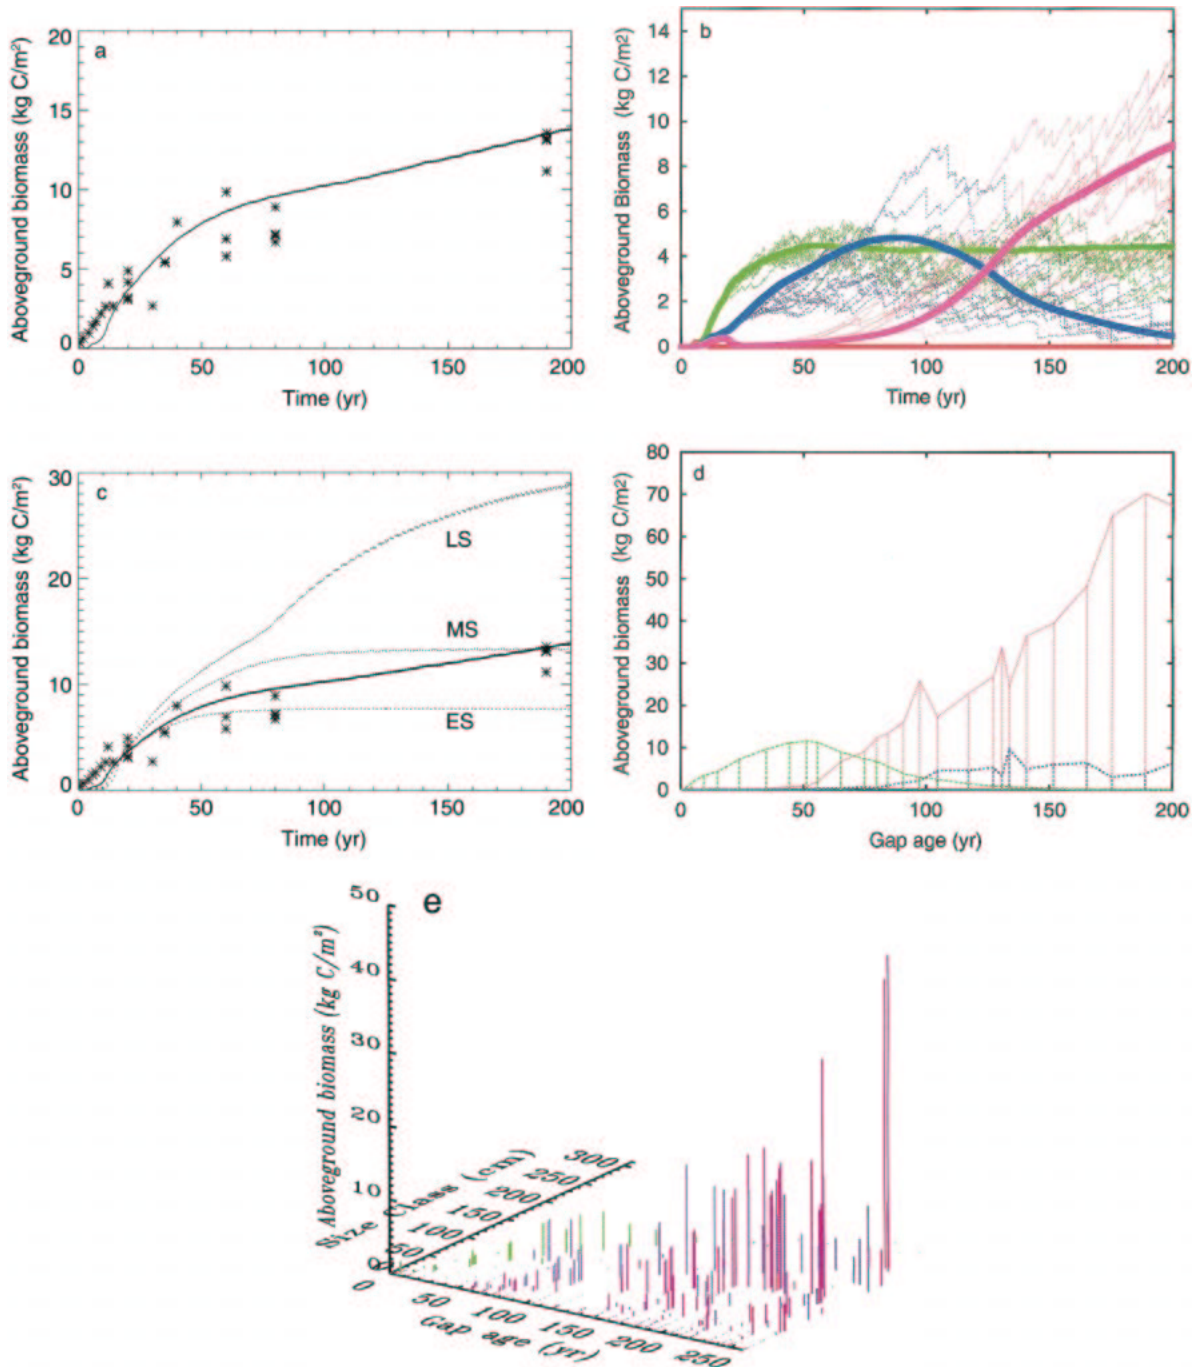 a
Aboveground biomass (kg C/m²)
20
15
10
5
0
0 50 100 150 200
Time (yr)
b
Aboveground Biomass (kg C/m2)
14
12
10
8
6
4
2
0
0 50 100 150 200
Time (yr)
c
Aboveground biomass (kg C/m²)
30
20
10
0
LS
MS
ES
0 50 100 150 200
Time (yr)
d
Aboveground biomass (kg C/m²)
80
70
60
50
40
30
20
10
0
0 50 100 150 200
Gap age (yr)
e
Aboveground biomass (kg C/m²)
50
40
30
20
10
0
Size Class (cm)
50
100
150
200
250
300
0
50
100
150
200
250
Gap age (yr)